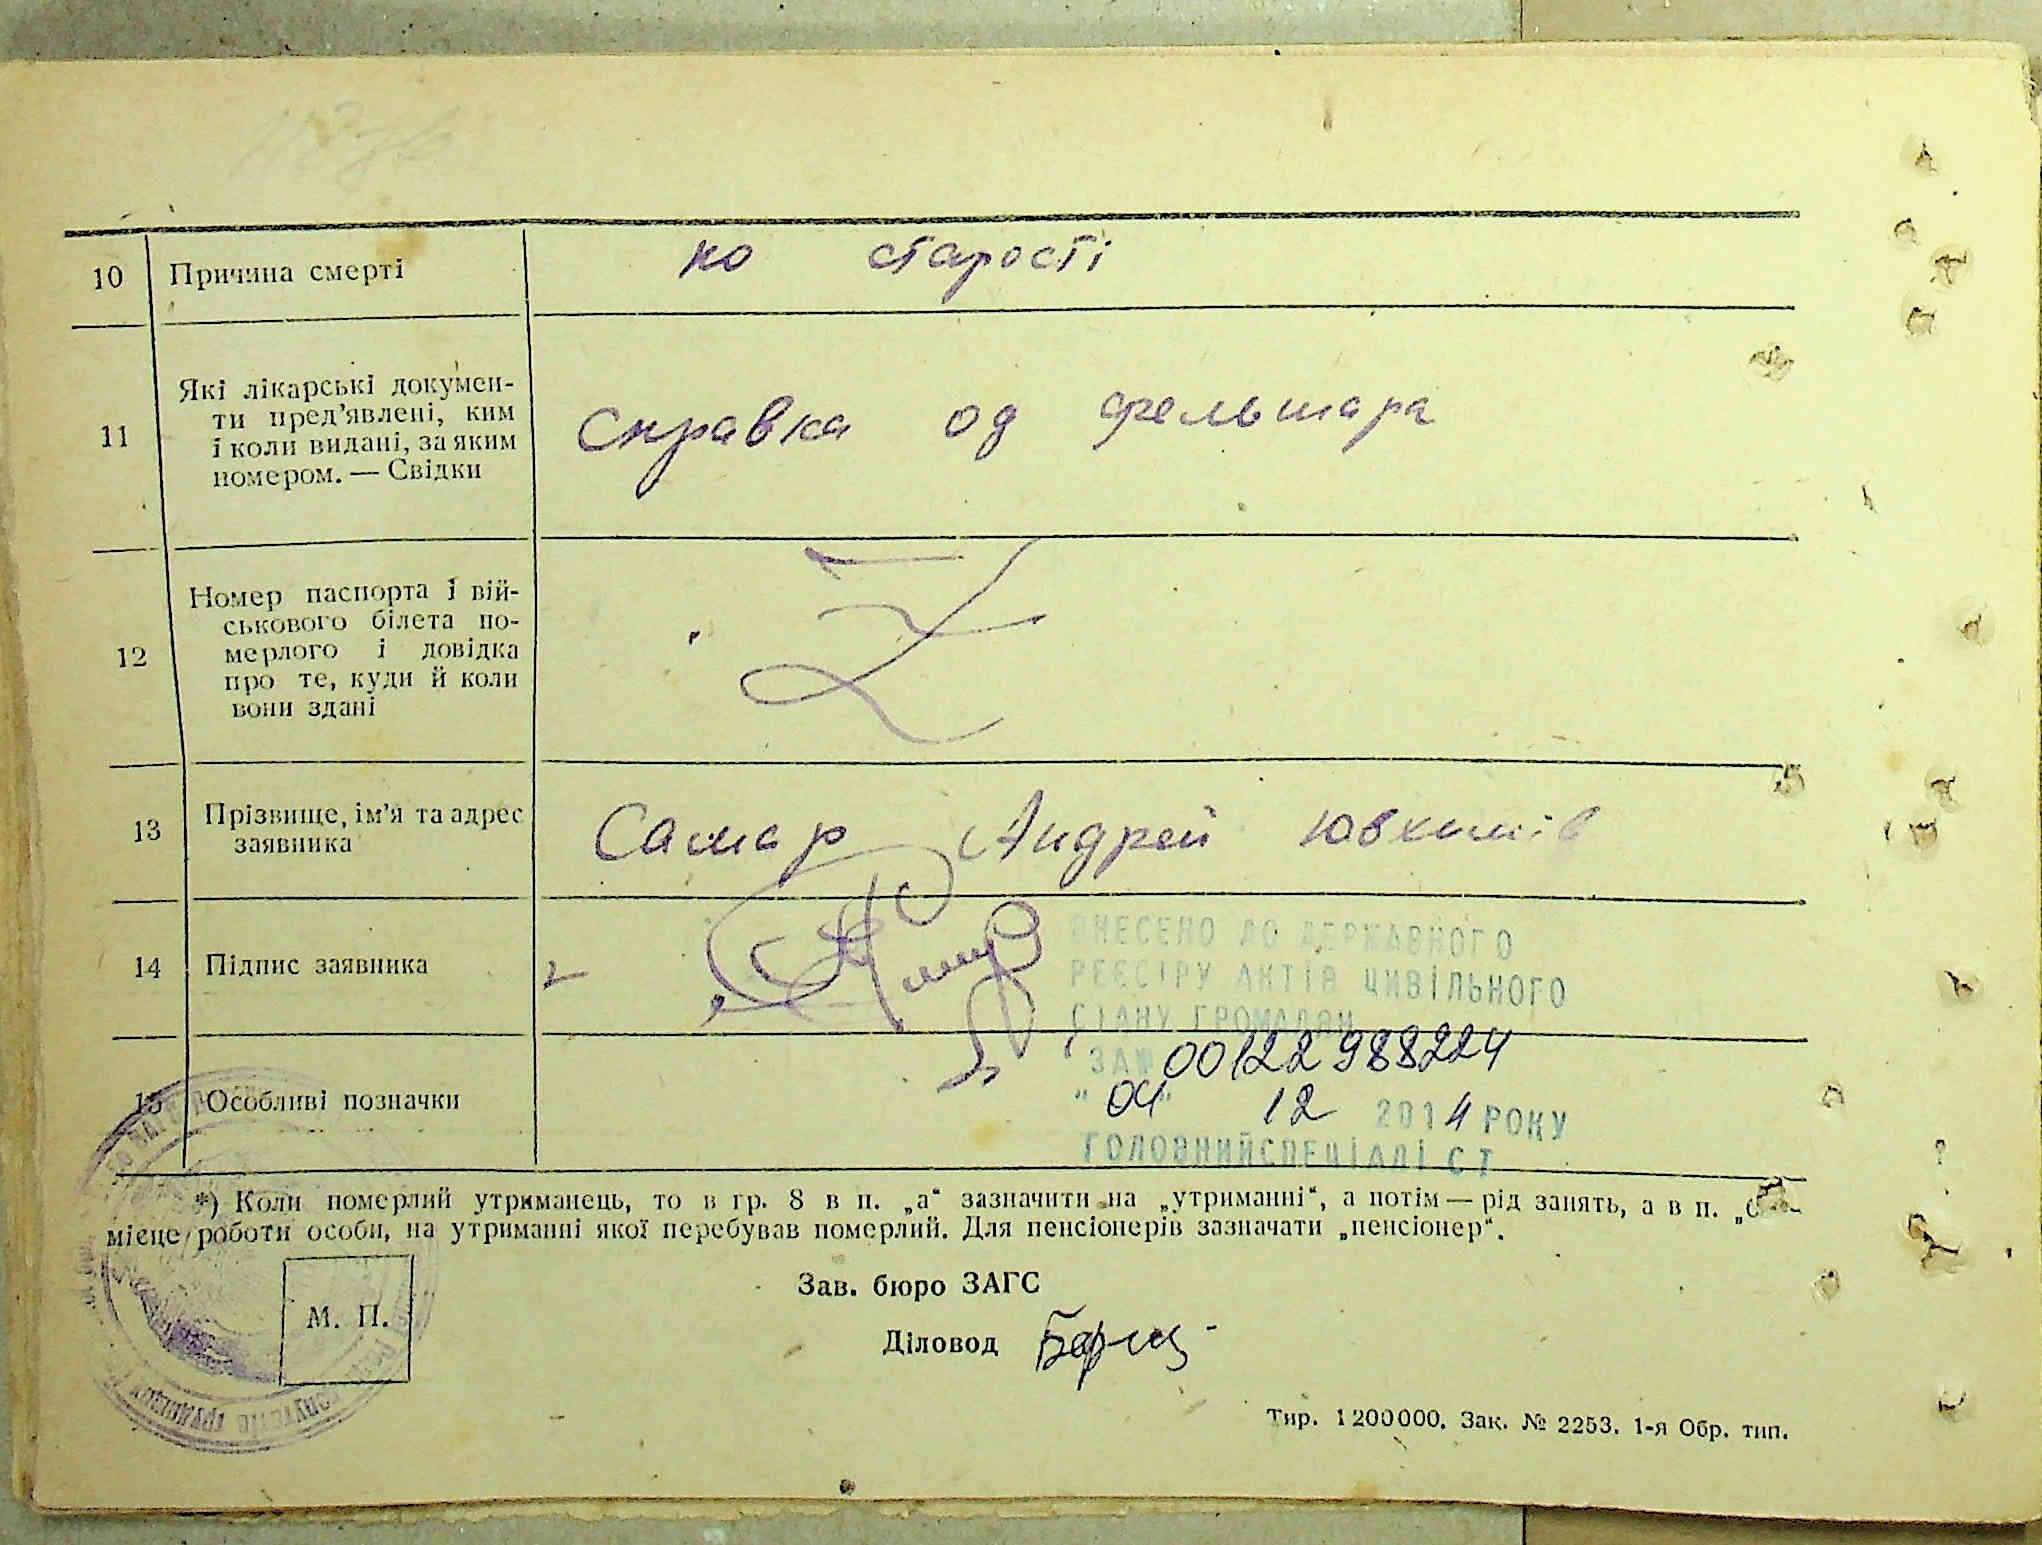 10 Причина смерті по старості
11 Які лікарські докумен-
ти пред'явлені, ким
і коли видані, за яким
номером. — Свідки
справка од фельшара
12 Номер паспорта і вій-
ськового білета по-
мерлого і довідка
про те, куди й коли
вони здані
13 Прізвище, ім'я та адрес
заявника
Самар Андрей Ювхимів
14 Підпис заявника
ВНЕСЕНО ДО ДЕРЖАВНОГО
РЕЄСТРУ АКТІВ ЦИВІЛЬНОГО
СТАНУ ГРОМАДЯН
ЗА № 00122988224
15 Особливі позначки
"04" 12 2014 РОКУ
ГОЛОВНИЙ СПЕЦІАЛІСТ
*) Коли померлий утриманець, то в гр. 8 в п. „а“ зазначити на „утриманні“, а потім — рід занять, а в п.
місце роботи особи, на утриманні якої перебував померлий. Для пенсіонерів зазначати „пенсіонер“.
Зав. бюро ЗАГС
М. П.
Діловод
Тир. 1200000. Зак. № 2253. 1-я Обр. тип.